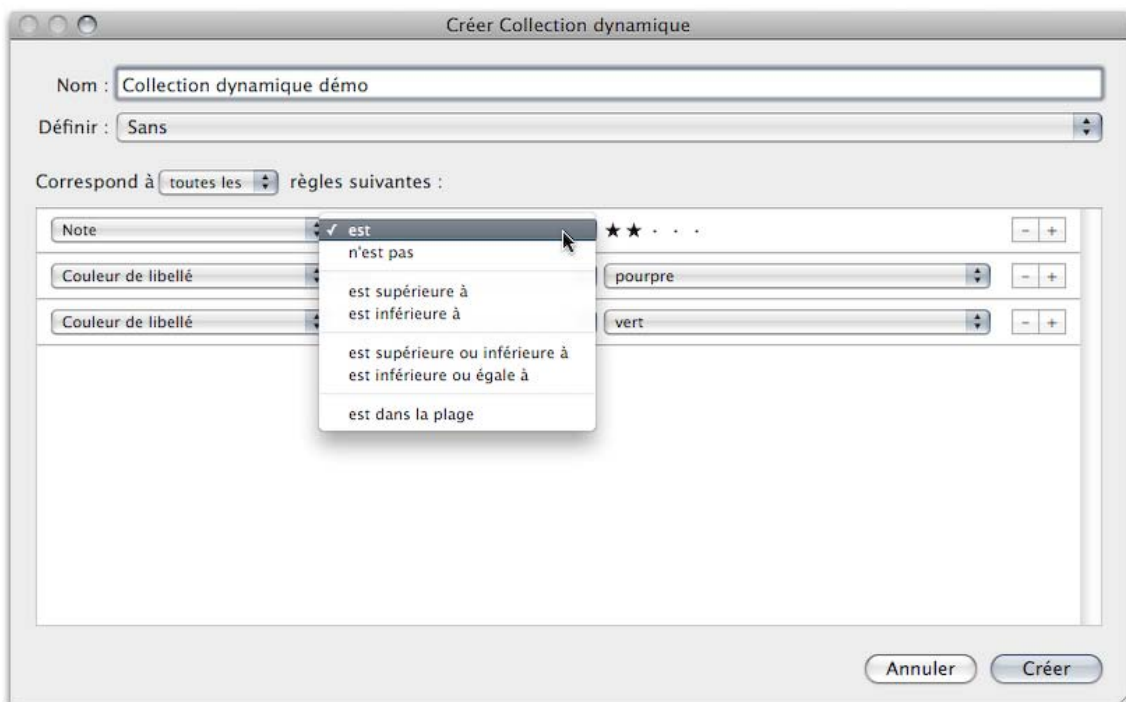 Créer Collection dynamique
Nom : Collection dynamique démo
Définir : Sans
Correspond à toutes les règles suivantes :
Note ✓ est ★★ · · · - +
n'est pas
Couleur de libellé pourpre - +
est supérieure à
est inférieure à
Couleur de libellé vert - +
est supérieure ou inférieure à
est inférieure ou égale à
est dans la plage
Annuler Créer